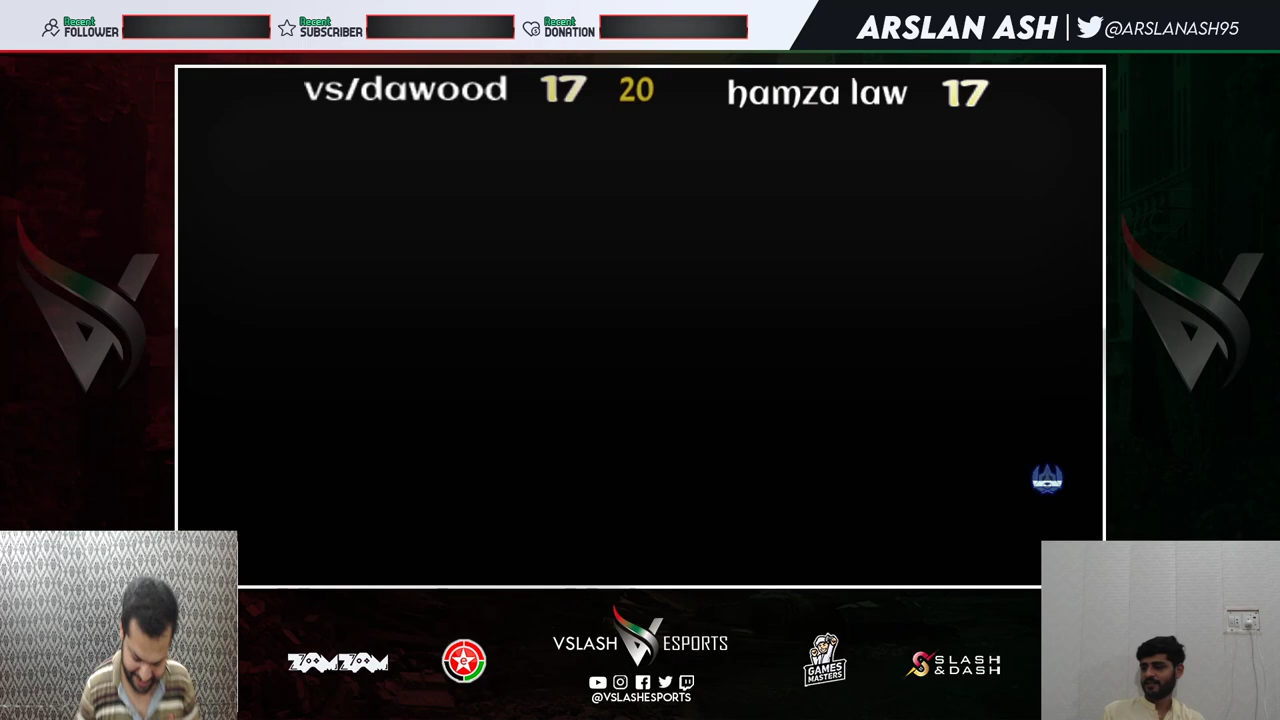 Recent FOLLOWER
Recent SUBSCRIBER
Recent DONATION
ARSLAN ASH
@ARSLANASH95
vs/dawood 17 20 hamza law 17
ZAMZAM
VSLASH ESPORTS
@VSLASHESPORTS
GAMES MASTERS
SLASH & DASH